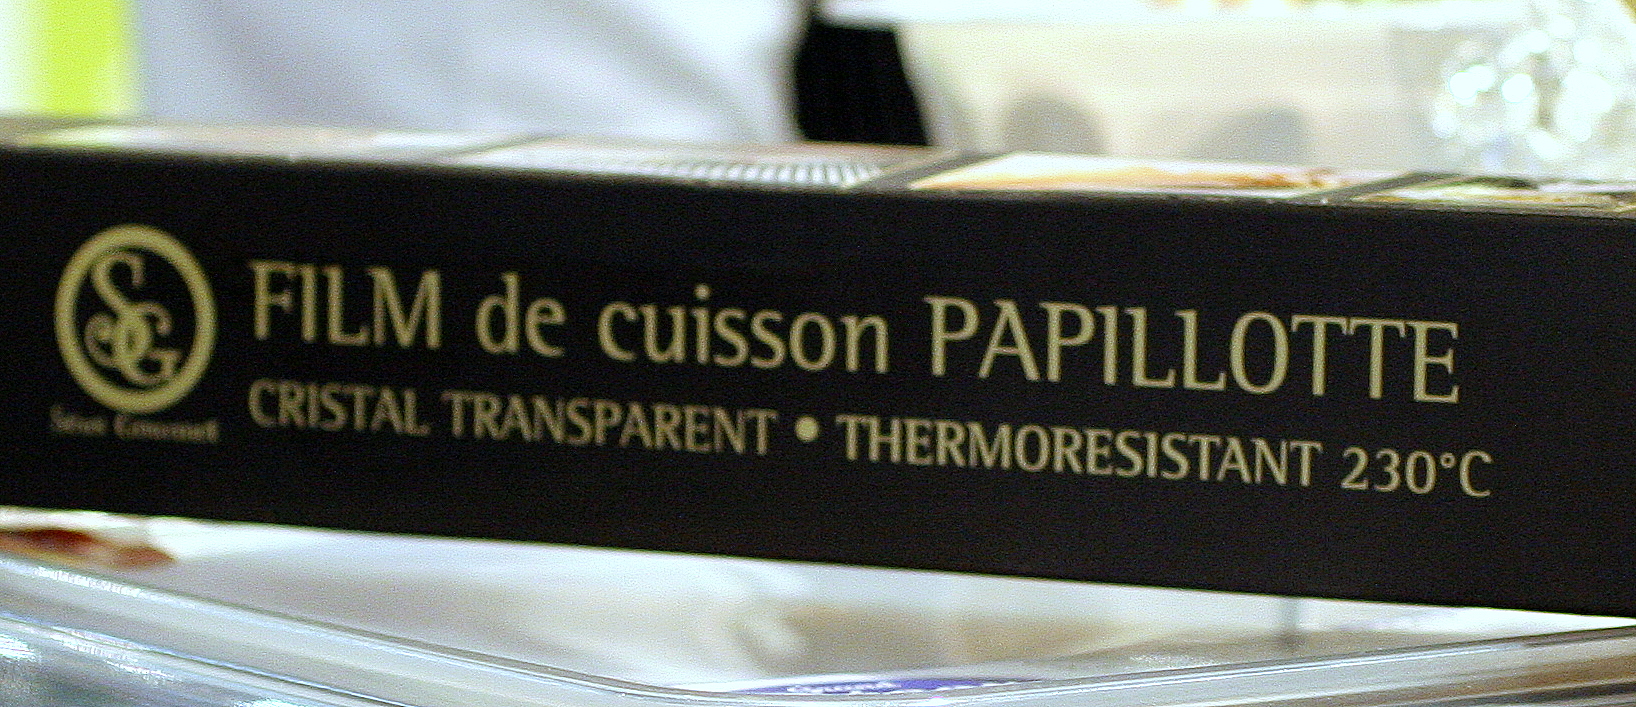 SG
FILM de cuisson PAPILLOTTE
CRISTAL TRANSPARENT • THERMORESISTANT 230°C